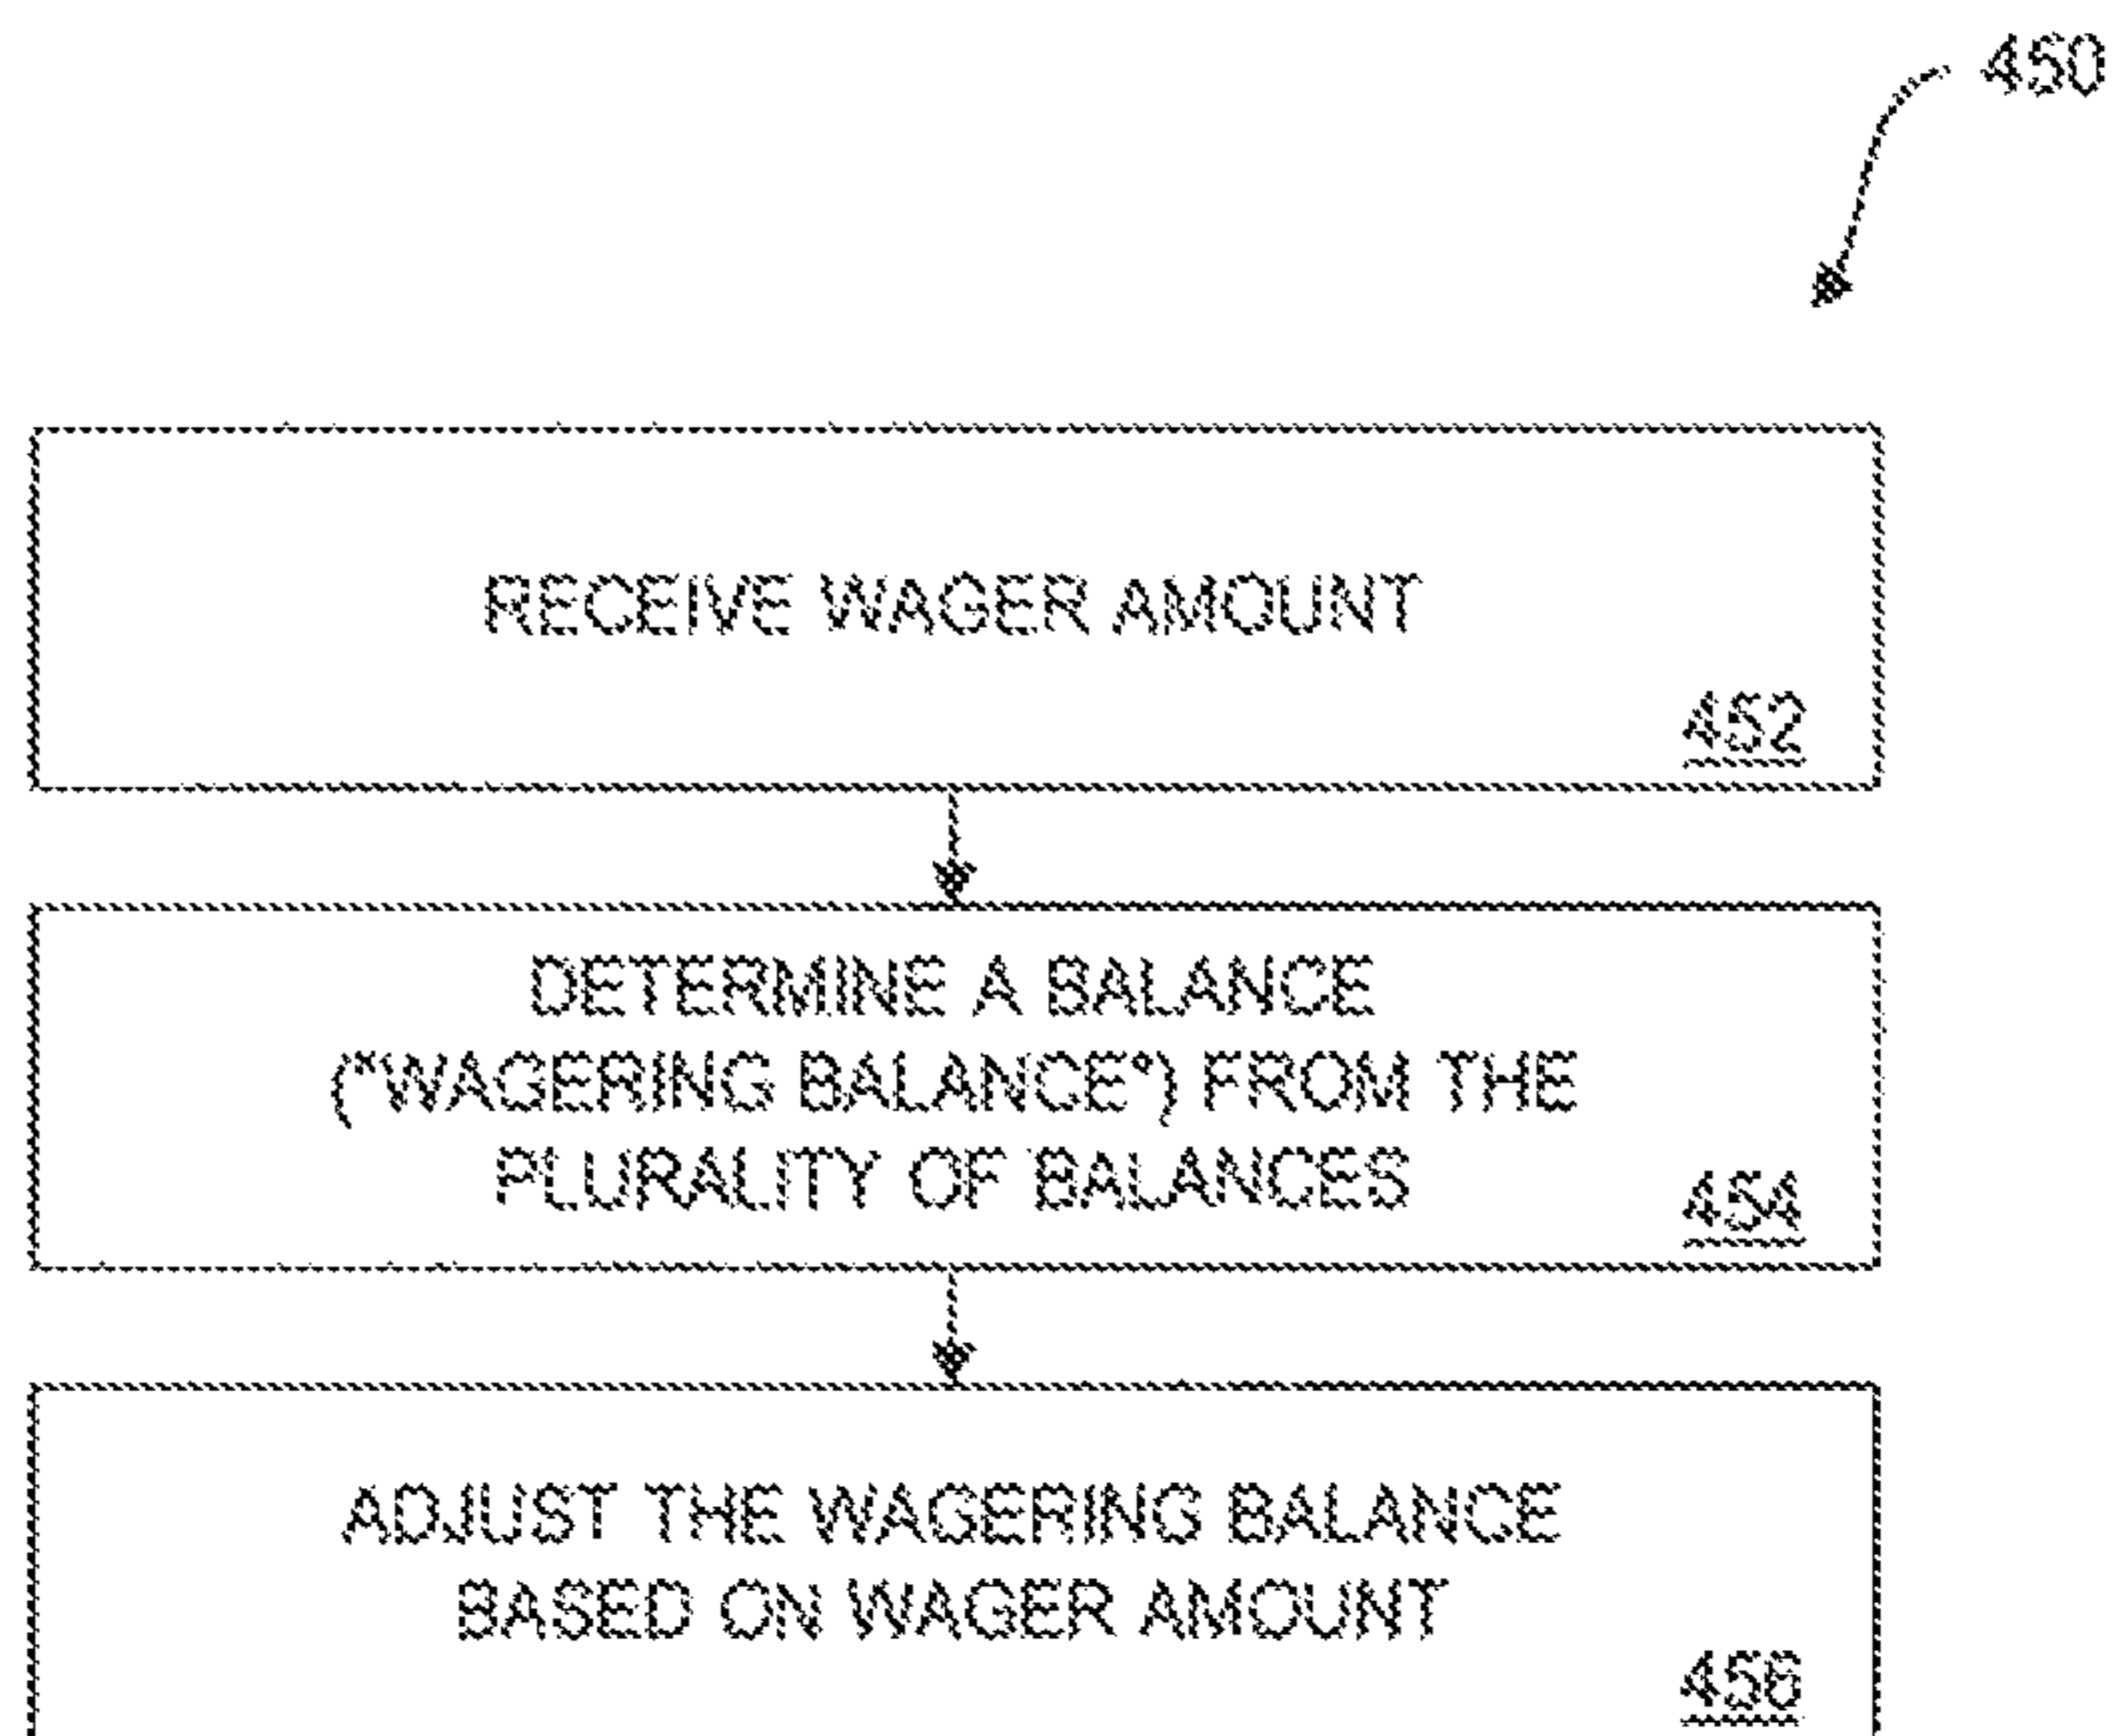 450
RECEIVE WAGER AMOUNT
452
DETERMINE A BALANCE
("WAGERING BALANCE") FROM THE
PLURALITY OF BALANCES
454
ADJUST THE WAGERING BALANCE
BASED ON WAGER AMOUNT
456